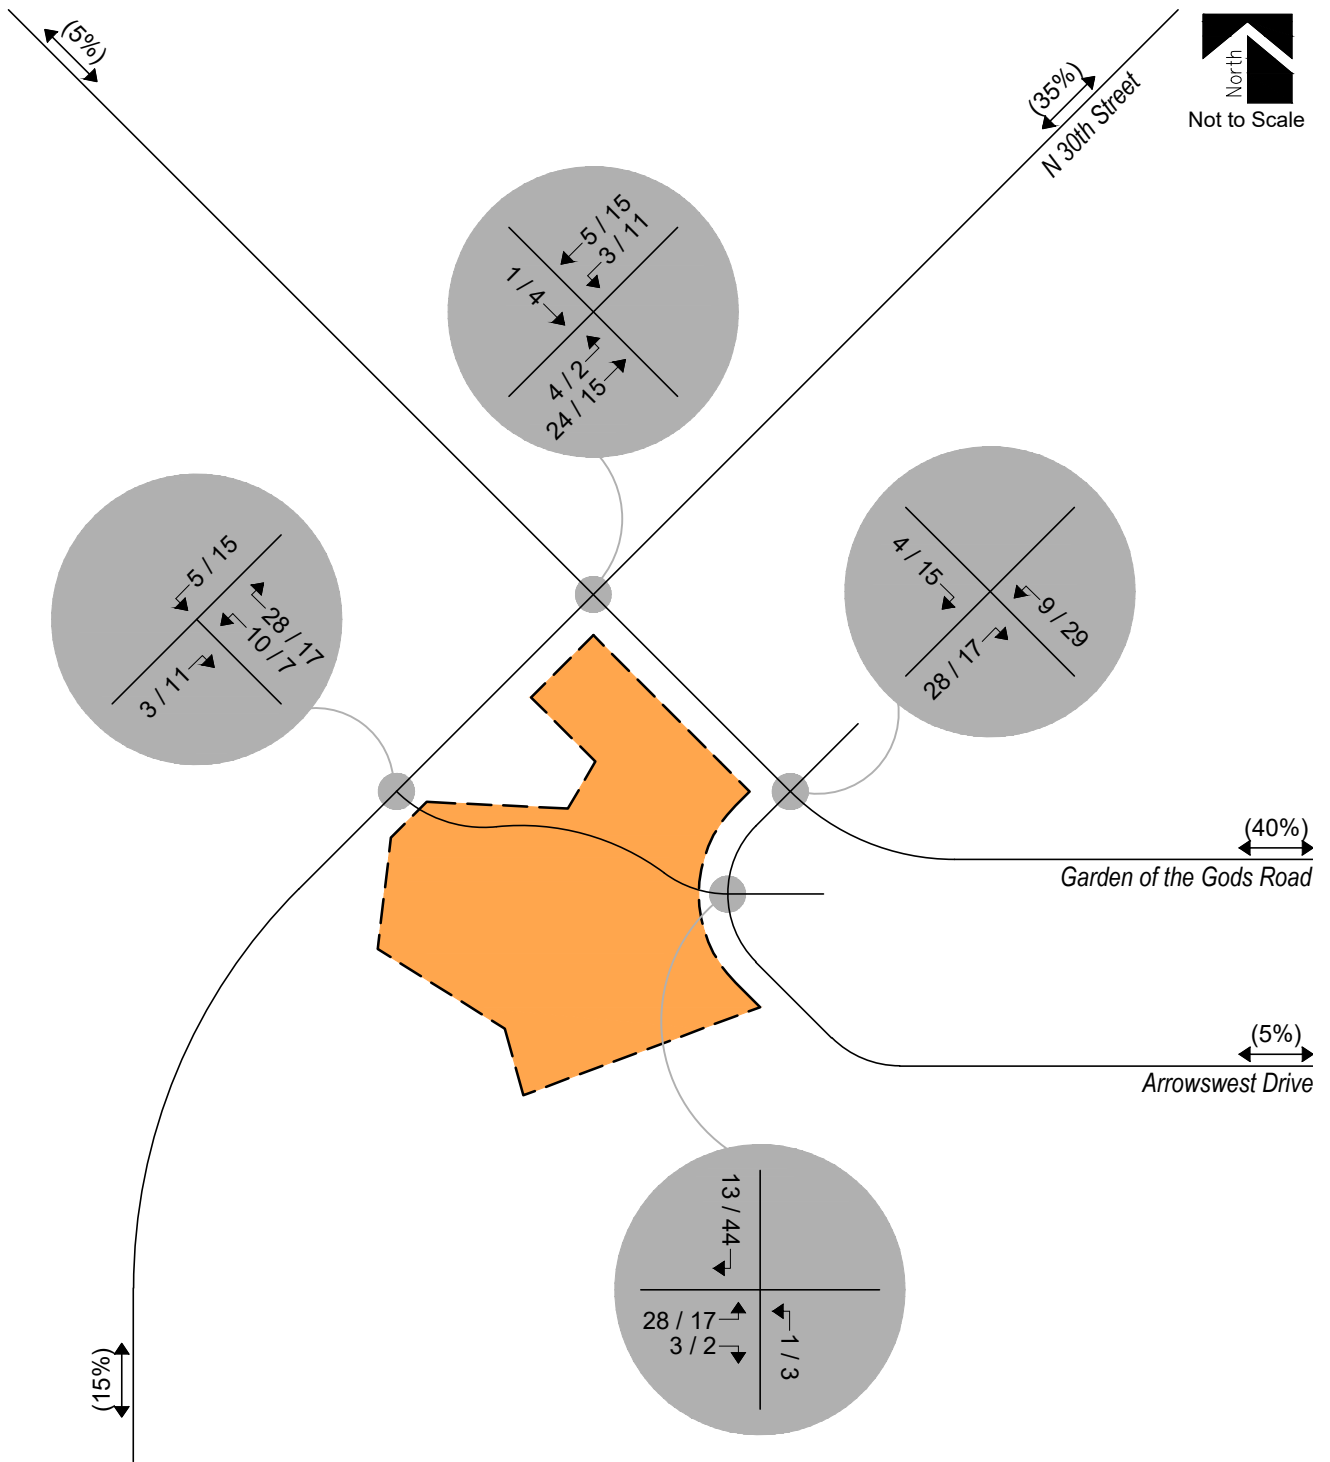 (5%)
(35%)
N 30th Street
North
Not to Scale
5 / 15
3 / 11
1 / 4
4 / 2
24 / 15
5 / 15
28 / 17
10 / 7
3 / 11
4 / 15
9 / 29
28 / 17
(40%)
Garden of the Gods Road
(5%)
Arrowswest Drive
13 / 44
28 / 17
3 / 2
1 / 3
(15%)